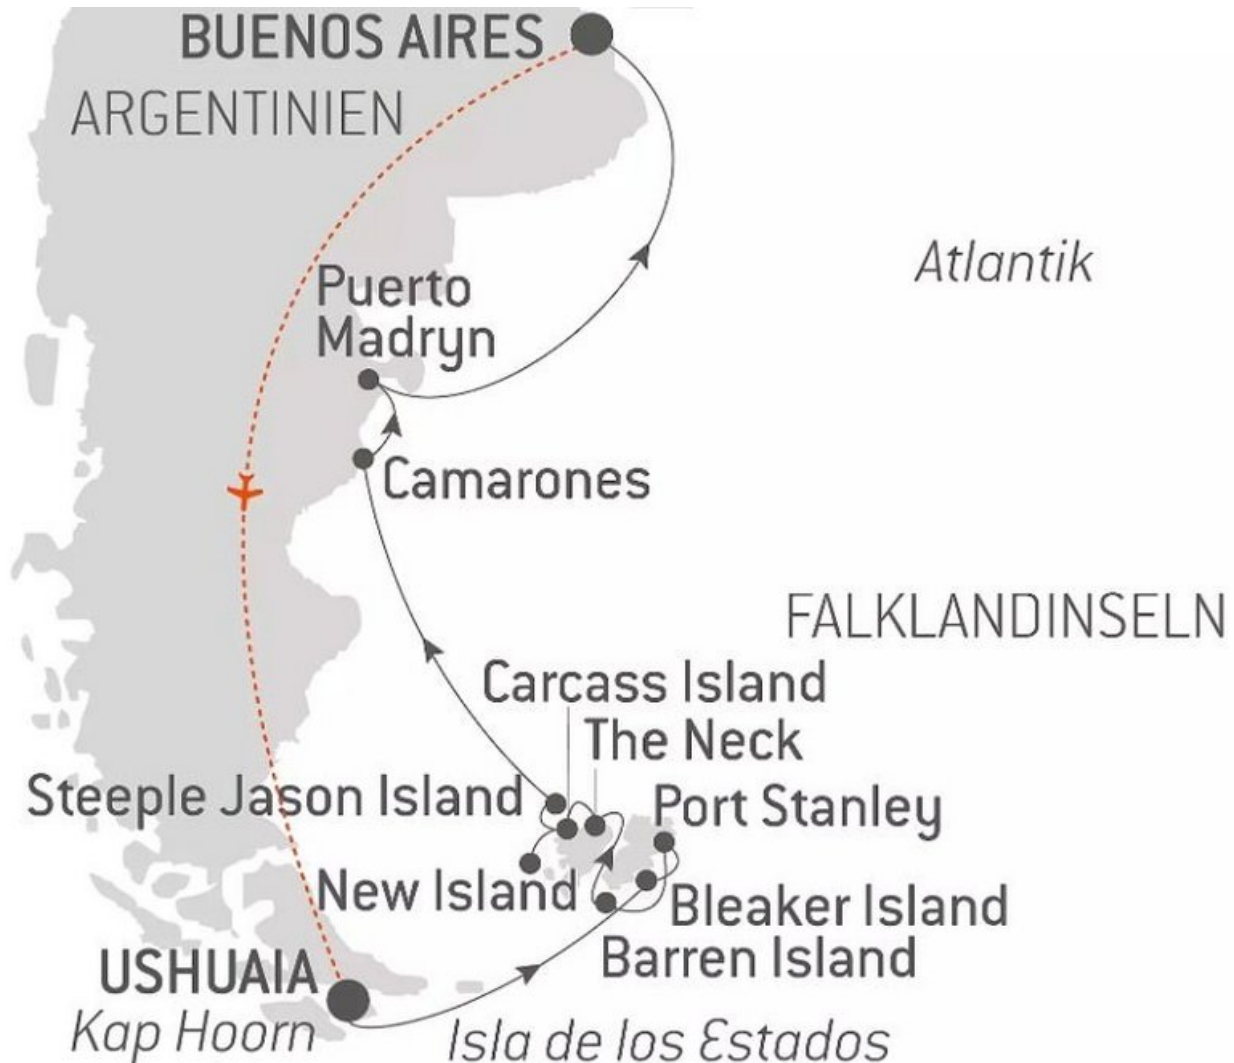 BUENOS AIRES
ARGENTINIEN
Atlantik
Puerto
Madryn
Camarones
FALKLANDINSELN
Carcass Island
The Neck
Steeple Jason Island
Port Stanley
New Island
Bleaker Island
Barren Island
USHUAIA
Kap Hoorn
Isla de los Estados